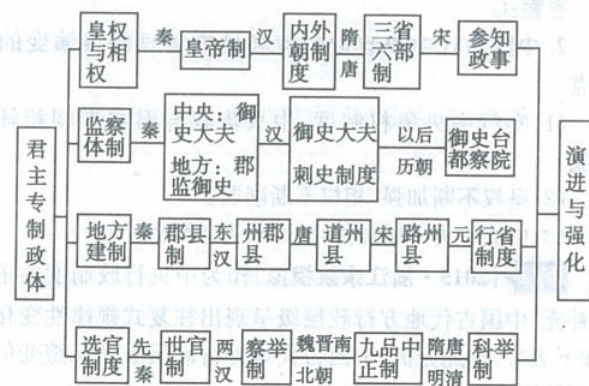 君主专制政体
皇权与相权
秦
皇帝制
汉
内外朝制度
隋唐
三省六部制
宋
参知政事
监察体制
秦
中央:御史大夫
地方:郡监御史
汉
御史大夫
刺史制度
以后历朝
御史台
都察院
地方建制
秦
郡县制
东汉
州郡县
唐
道州县
宋
路州县
元
行省制度
选官制度
先秦
世官制
两汉
察举制
魏晋南北朝
九品中正制
隋唐明清
科举制
演进与强化